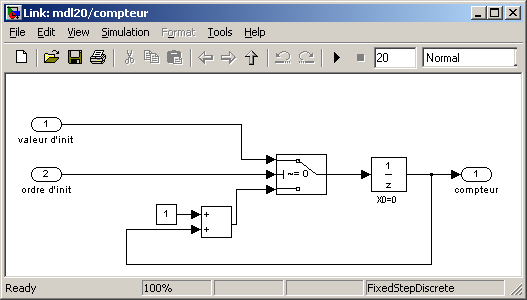 Link: mdl20/compteur
File Edit View Simulation Format Tools Help
20 Normal
1
valeur d'init
2
ordre d'init
~= 0
1
z
X0=0
1
compteur
1
+
+
Ready 100% FixedStepDiscrete